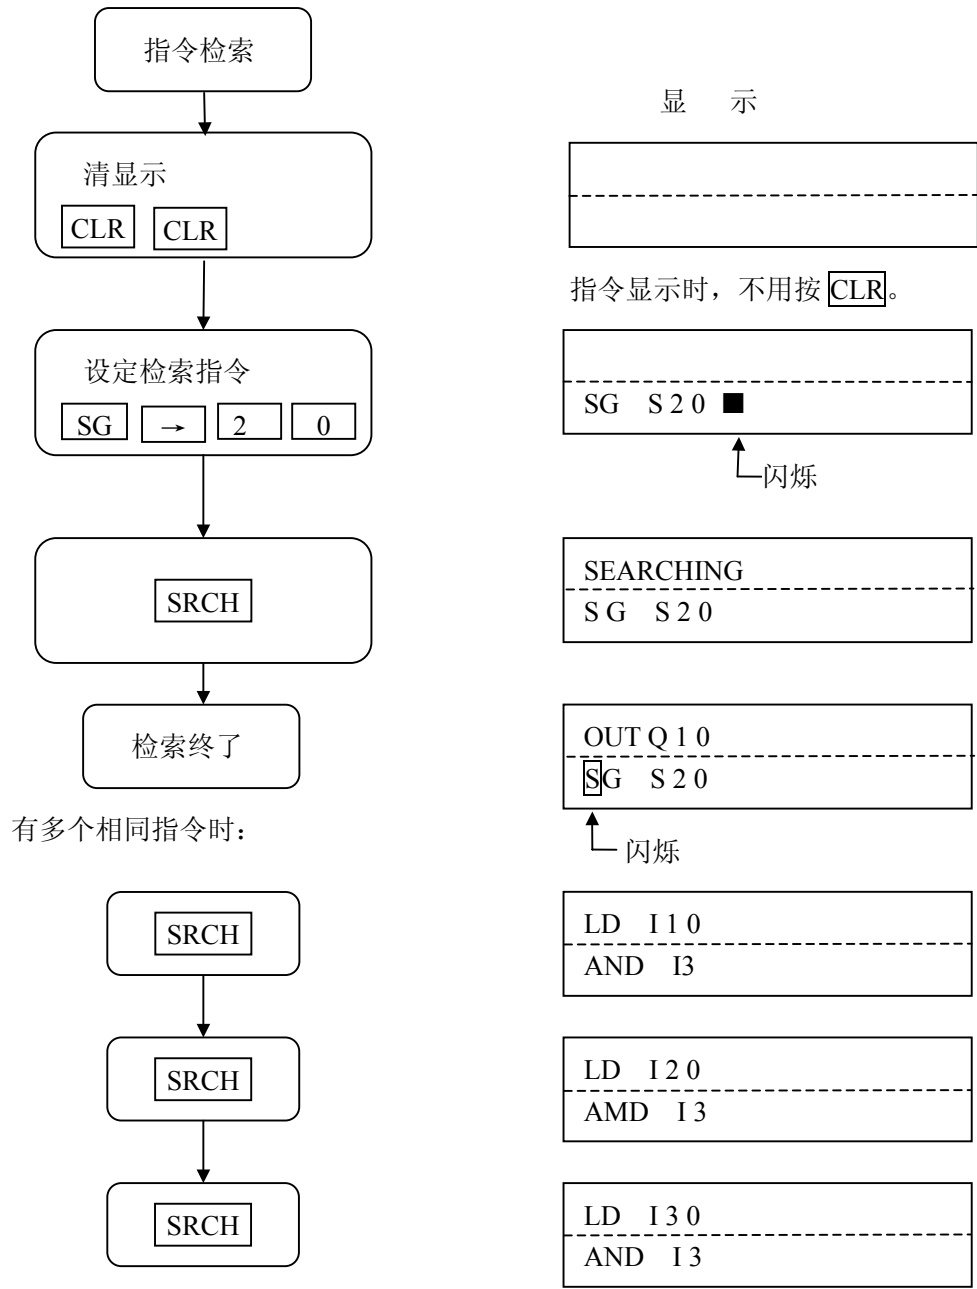 指令检索
显 示
清显示
CLR CLR
指令显示时，不用按 CLR。
设定检索指令
SG → 2 0
SG S 2 0 ■
闪烁
SRCH
SEARCHING
S G S 2 0
检索终了
OUT Q 1 0
SG S 2 0
闪烁
有多个相同指令时：
SRCH
LD I 1 0
AND I3
SRCH
LD I 2 0
AMD I 3
SRCH
LD I 3 0
AND I 3